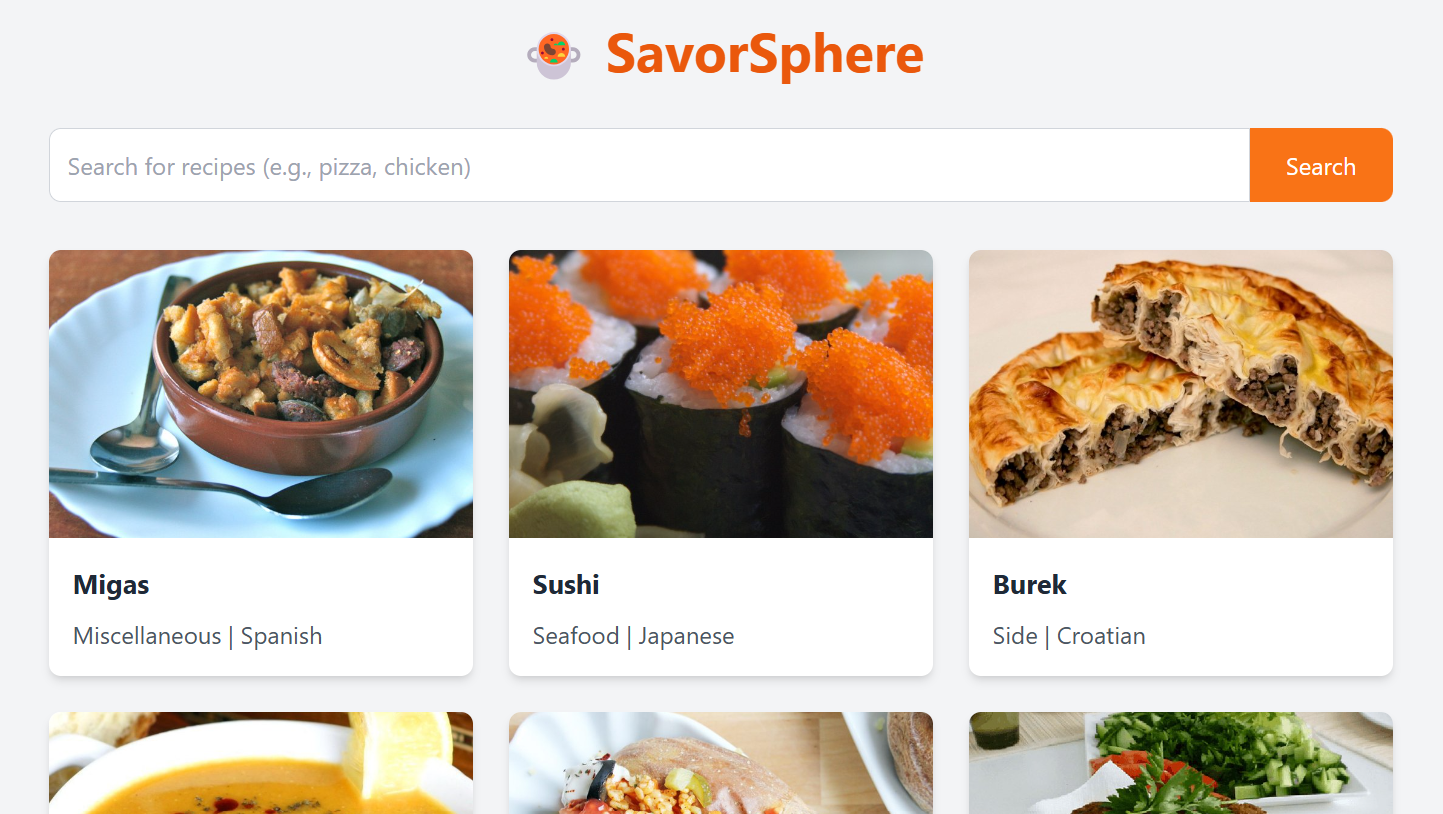 SavorSphere
Search for recipes (e.g., pizza, chicken)
Search
Migas
Miscellaneous | Spanish
Sushi
Seafood | Japanese
Burek
Side | Croatian